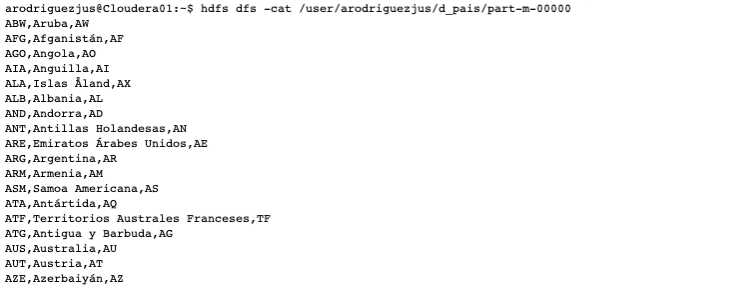 arodriguezjus@Cloudera01:~$ hdfs dfs -cat /user/arodriguezjus/d_pais/part-m-00000
ABW,Aruba,AW
AFG,Afganistán,AF
AGO,Angola,AO
AIA,Anguilla,AI
ALA,Islas Åland,AX
ALB,Albania,AL
AND,Andorra,AD
ANT,Antillas Holandesas,AN
ARE,Emiratos Árabes Unidos,AE
ARG,Argentina,AR
ARM,Armenia,AM
ASM,Samoa Americana,AS
ATA,Antártida,AQ
ATF,Territorios Australes Franceses,TF
ATG,Antigua y Barbuda,AG
AUS,Australia,AU
AUT,Austria,AT
AZE,Azerbaiyán,AZ